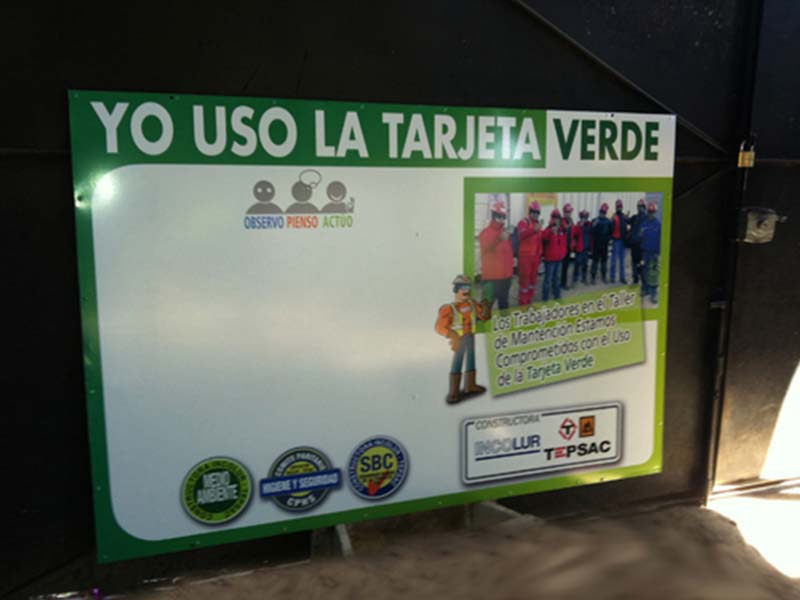 YO USO LA TARJETA VERDE
OBSERVO PIENSO ACTÚO
Los Trabajadores en el Taller
de Mantención Estamos
Comprometidos con el Uso
de la Tarjeta Verde
CONSTRUCTORA
INCOLUR
TEPSAC
MEDIO
AMBIENTE
HIGIENE Y SEGURIDAD
CPHS
SBC